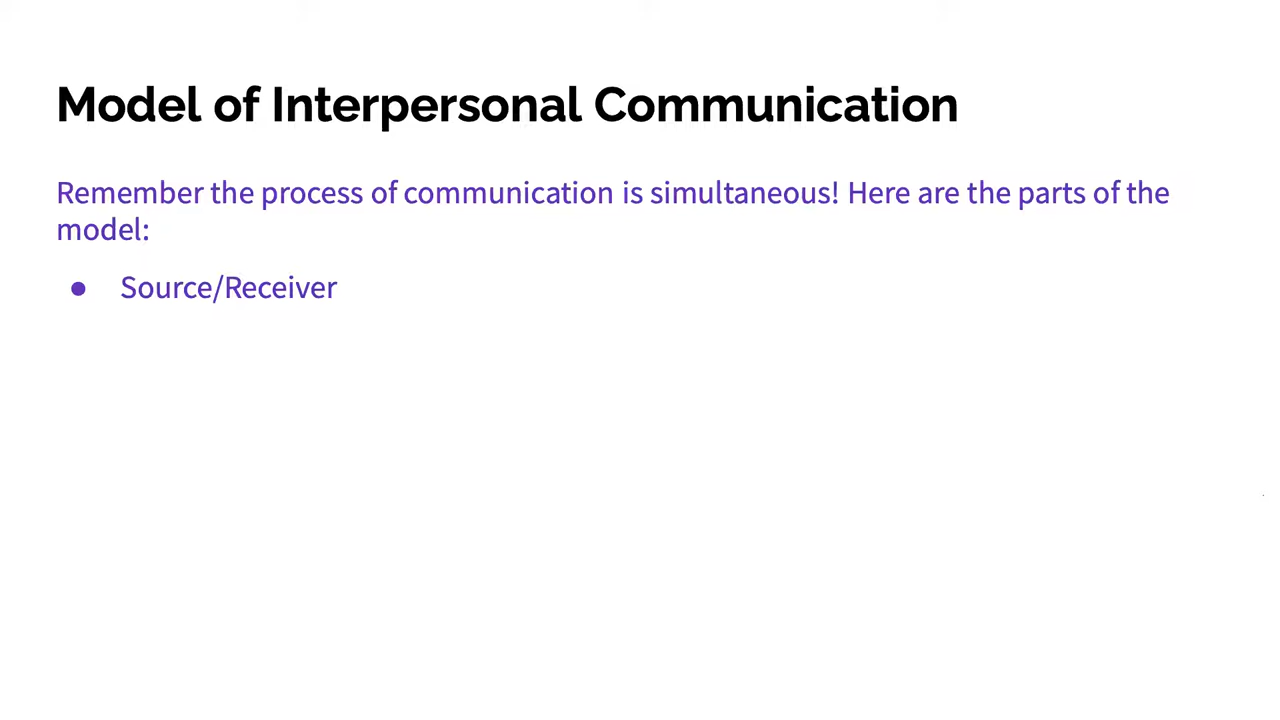 Model of Interpersonal Communication
Remember the process of communication is simultaneous! Here are the parts of the
model:
● Source/Receiver